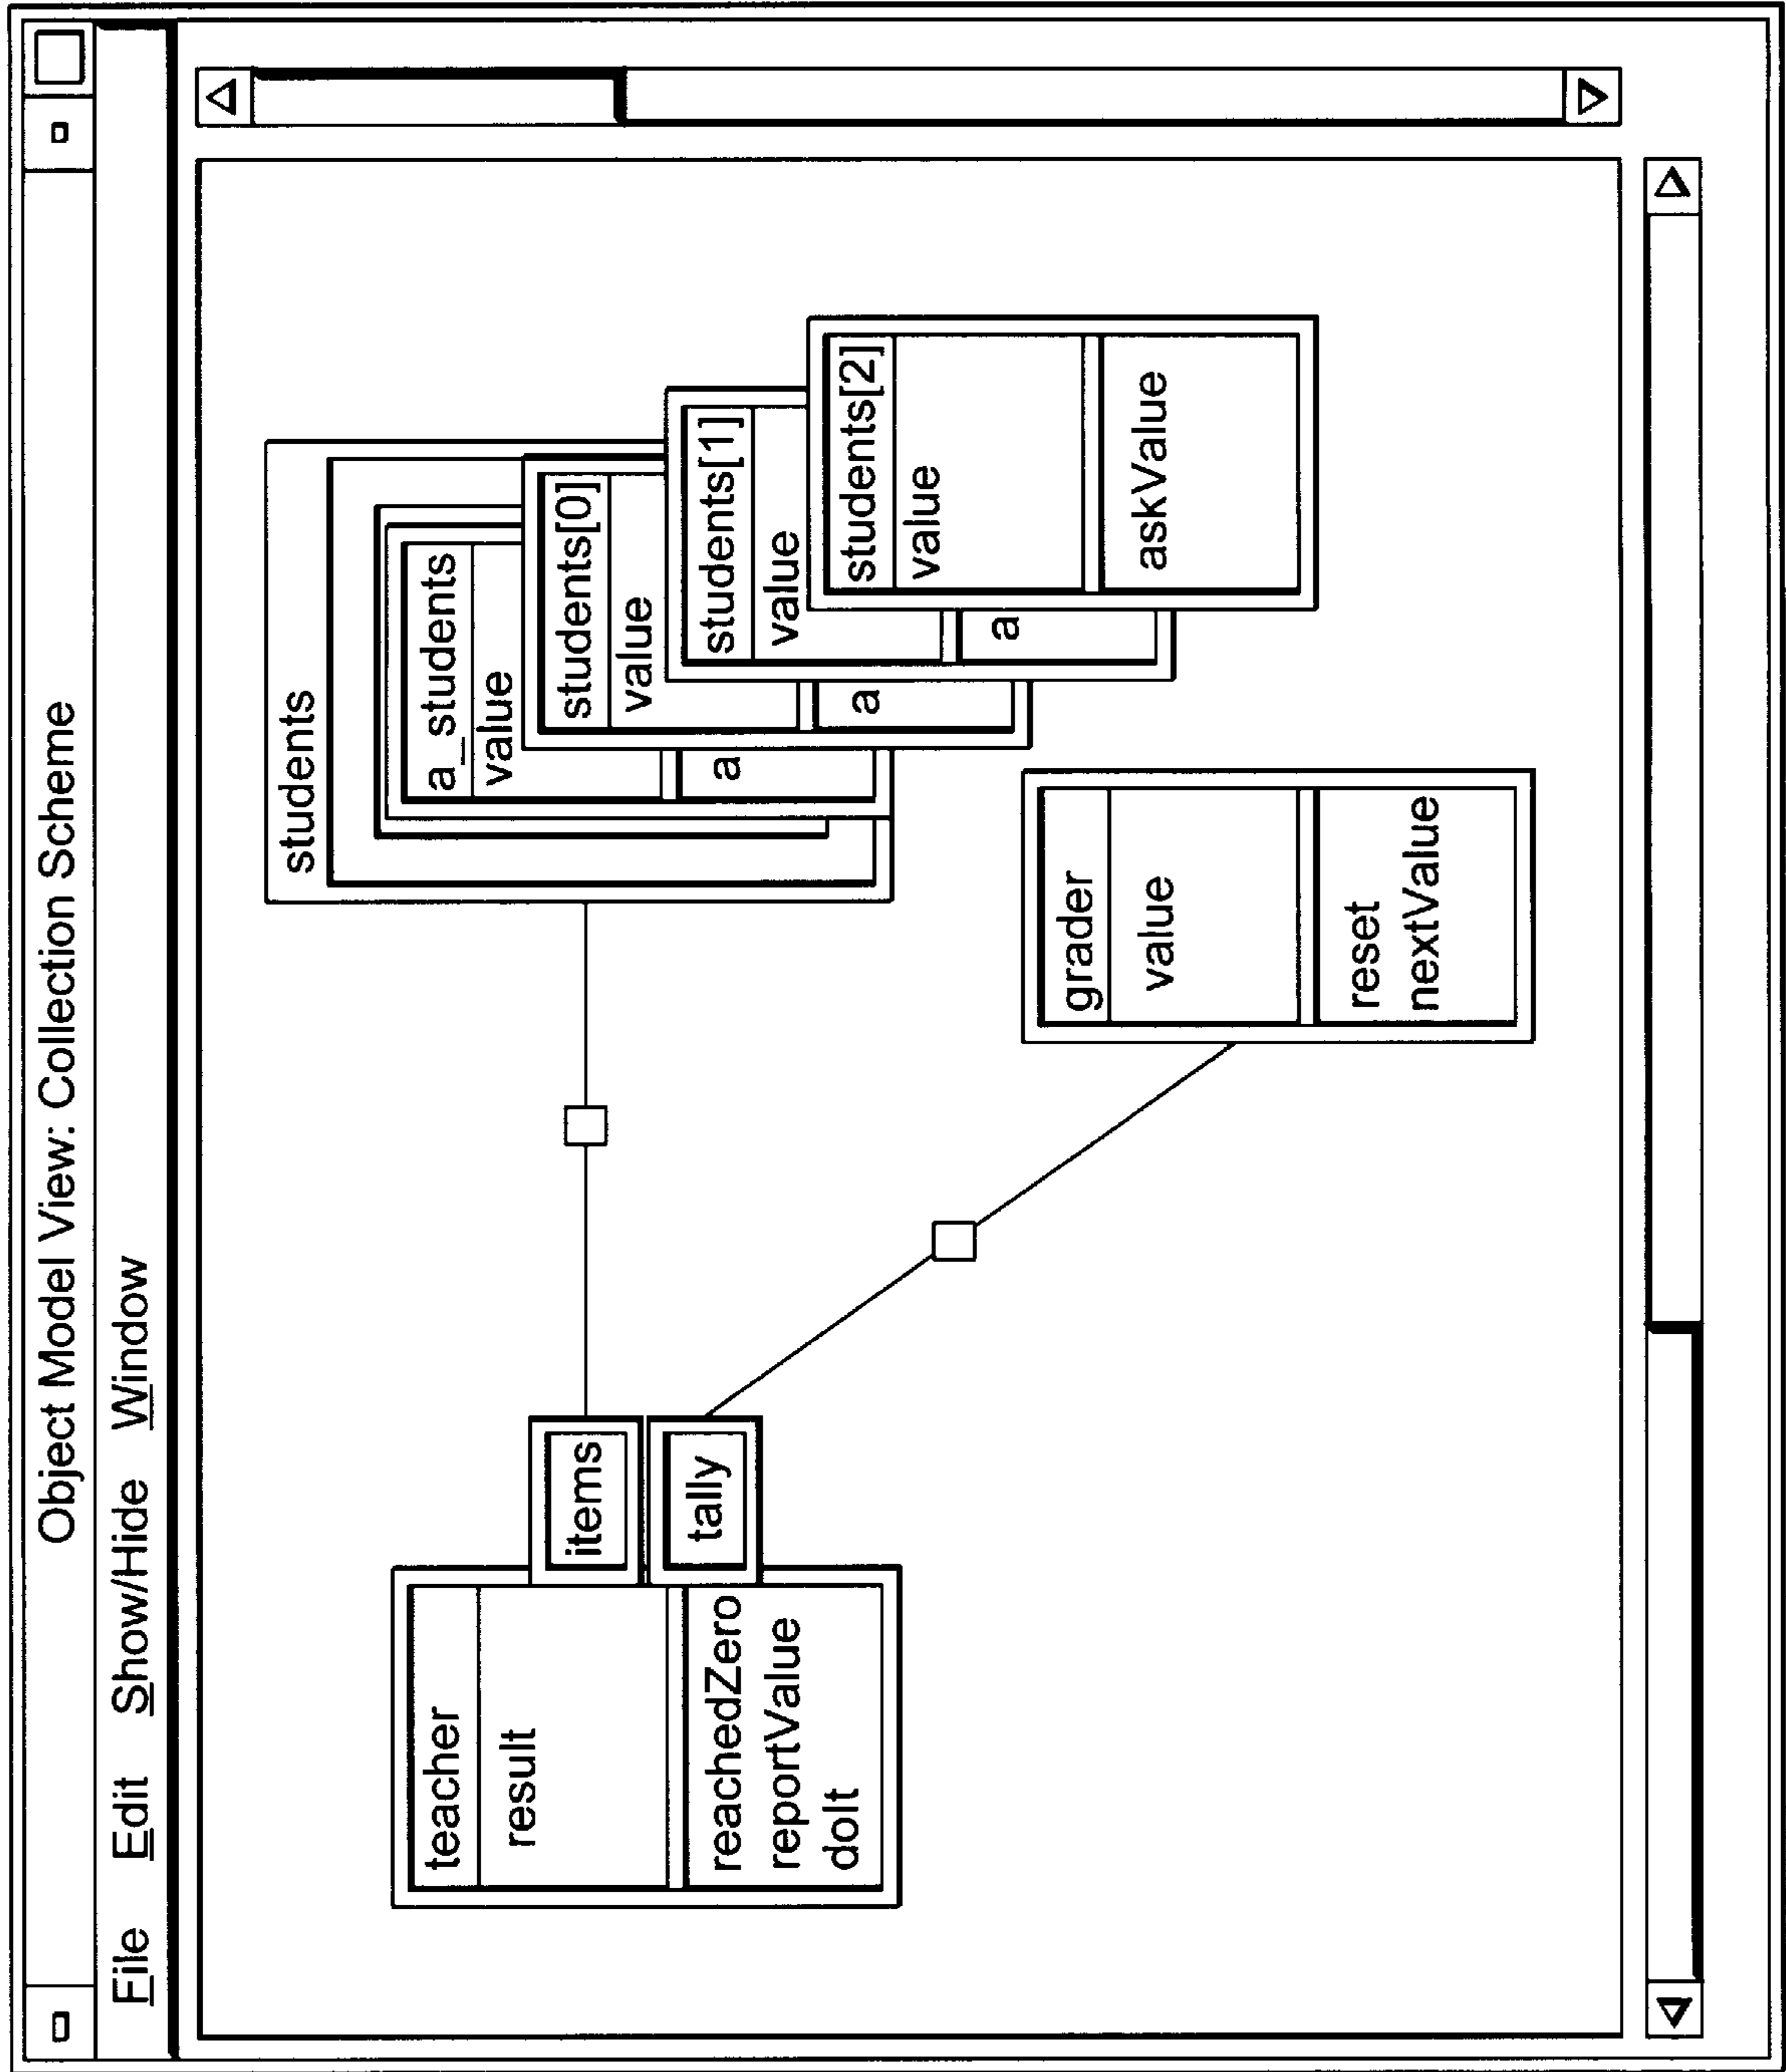 Object Model View: Collection Scheme
File Edit Show/Hide Window
teacher
result
reachedZero
reportValue
doIt
items
tally
students
a_students
value
a
students[0]
value
a
students[1]
value
a
students[2]
value
askValue
grader
value
reset
nextValue